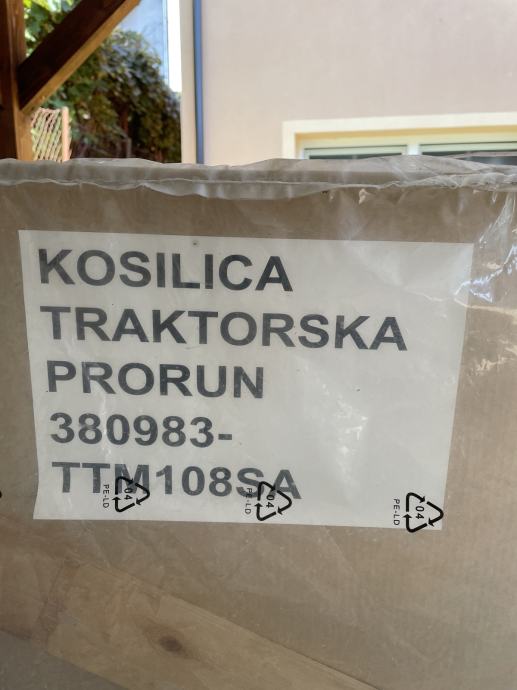 KOSILICA
TRAKTORSKA
PRORUN
380983-
TTM108SA
04
PE-LD
04
PE-LD
04
PE-LD